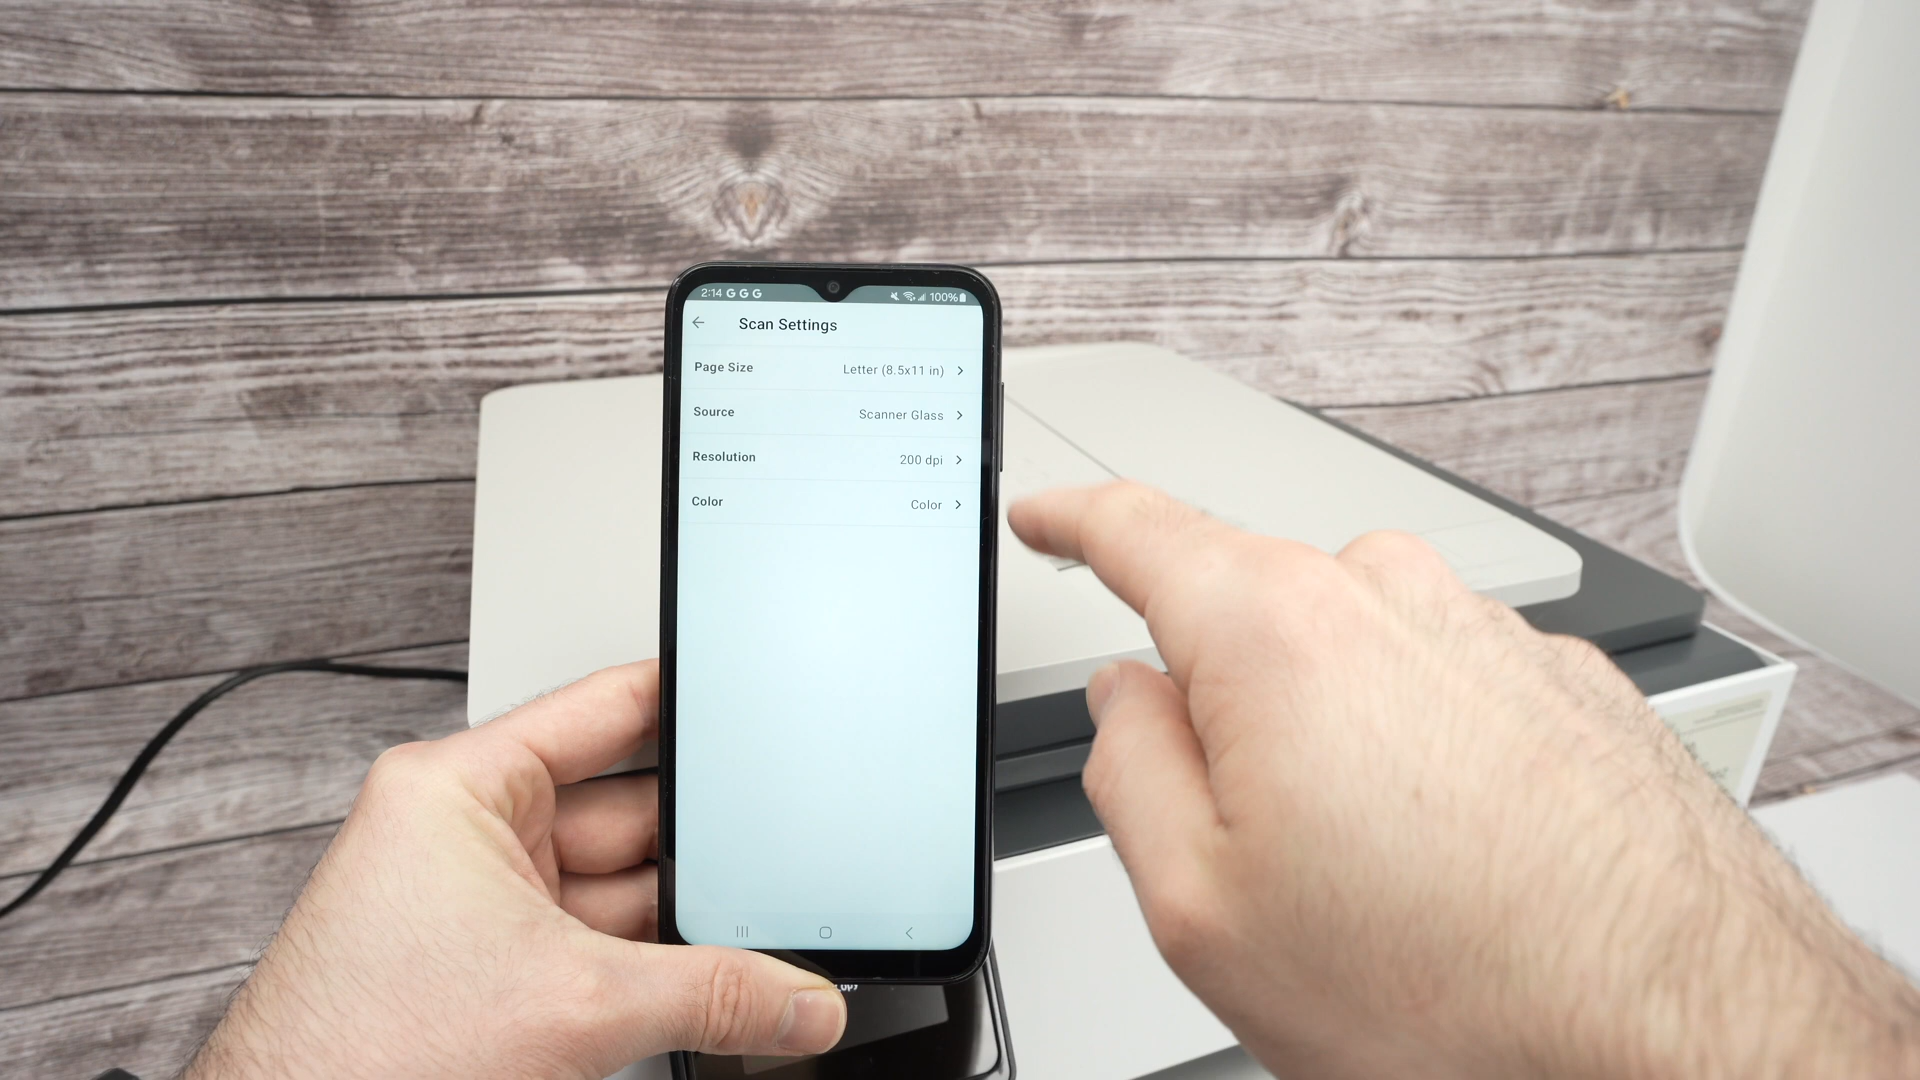 2:14 G G G 100%
Scan Settings
Page Size Letter (8.5x11 in)
Source Scanner Glass
Resolution 200 dpi
Color Color